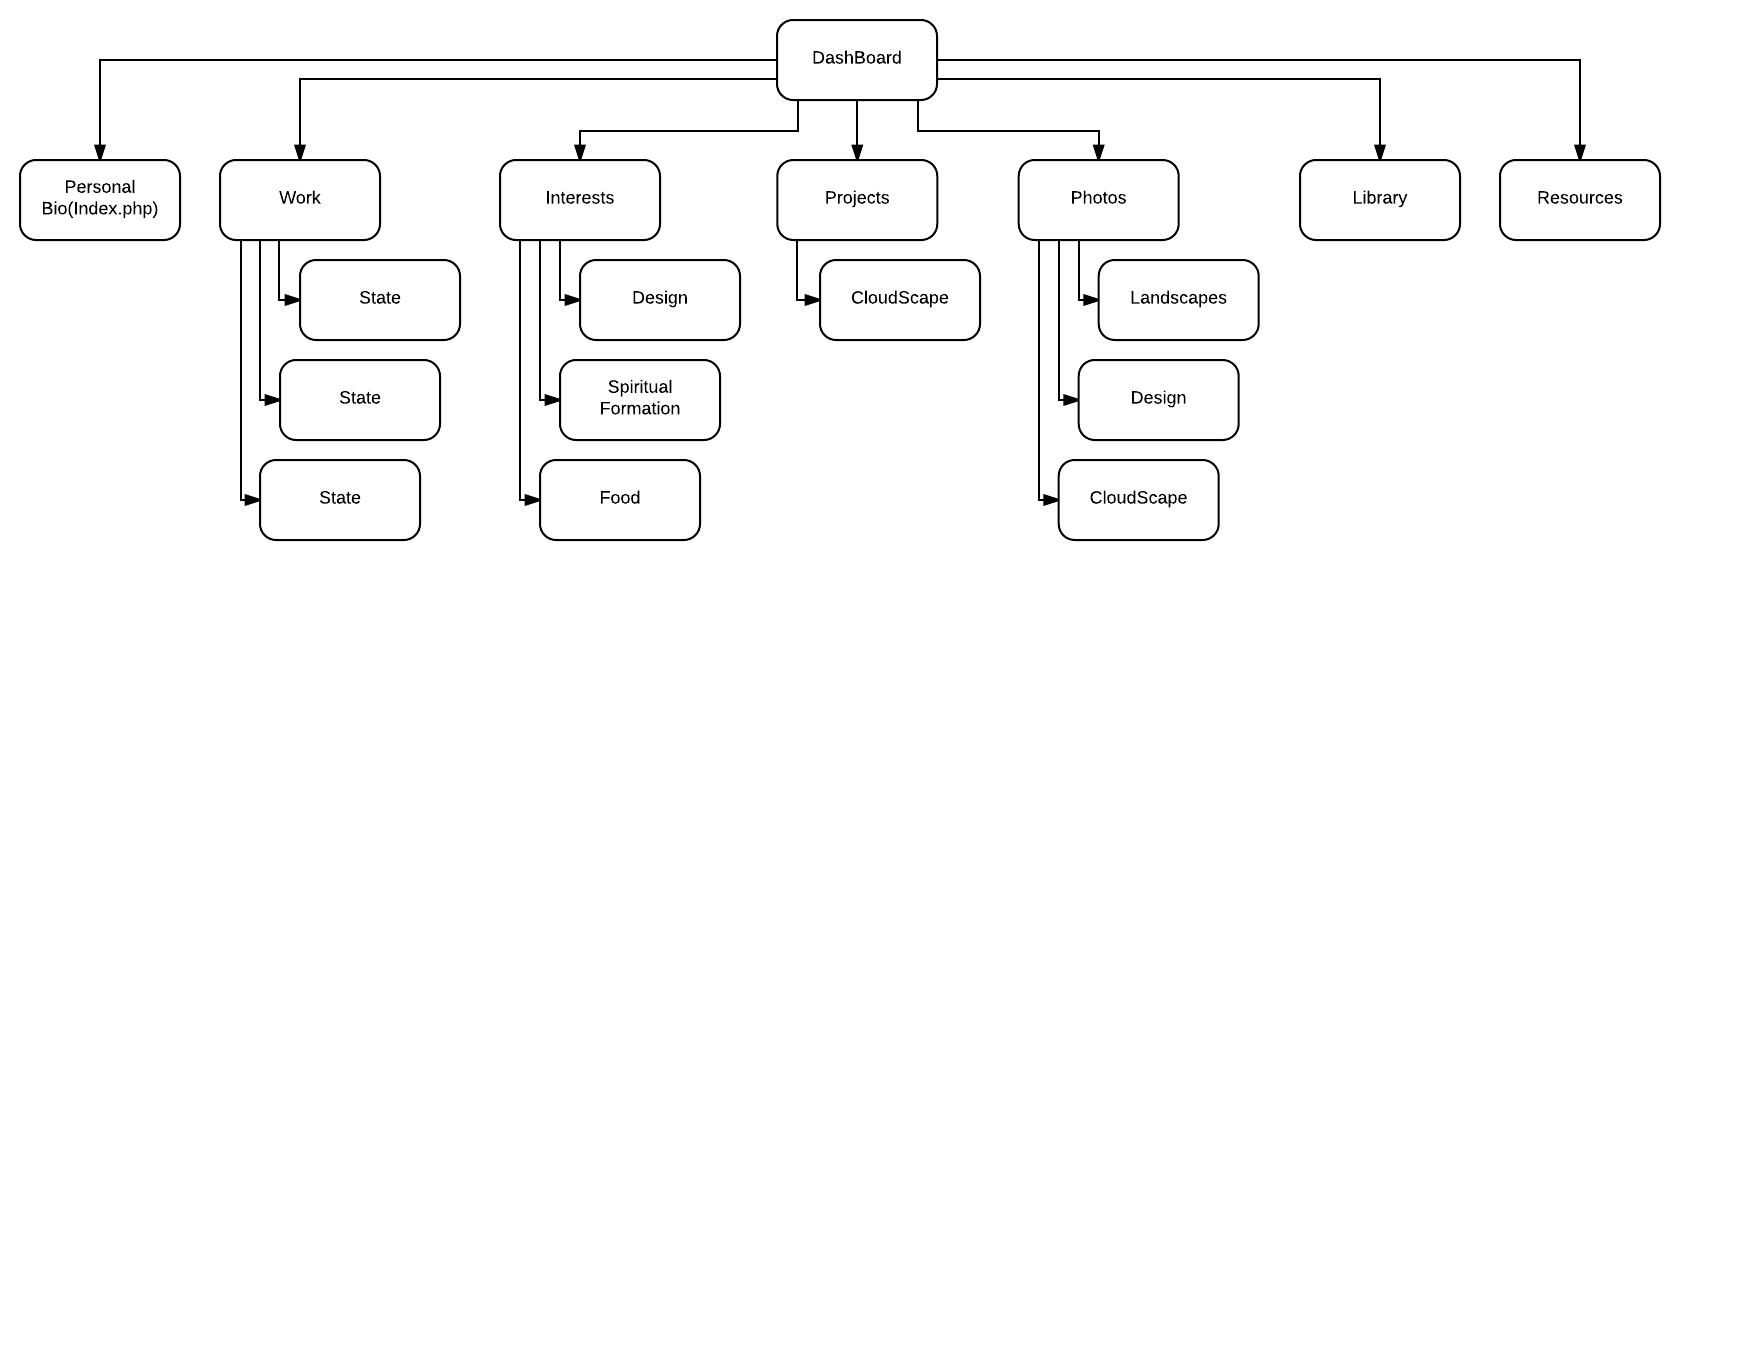 DashBoard
Personal
Bio(Index.php)
Work
Interests
Projects
Photos
Library
Resources
State
Design
CloudScape
Landscapes
State
Spiritual
Formation
Design
State
Food
CloudScape